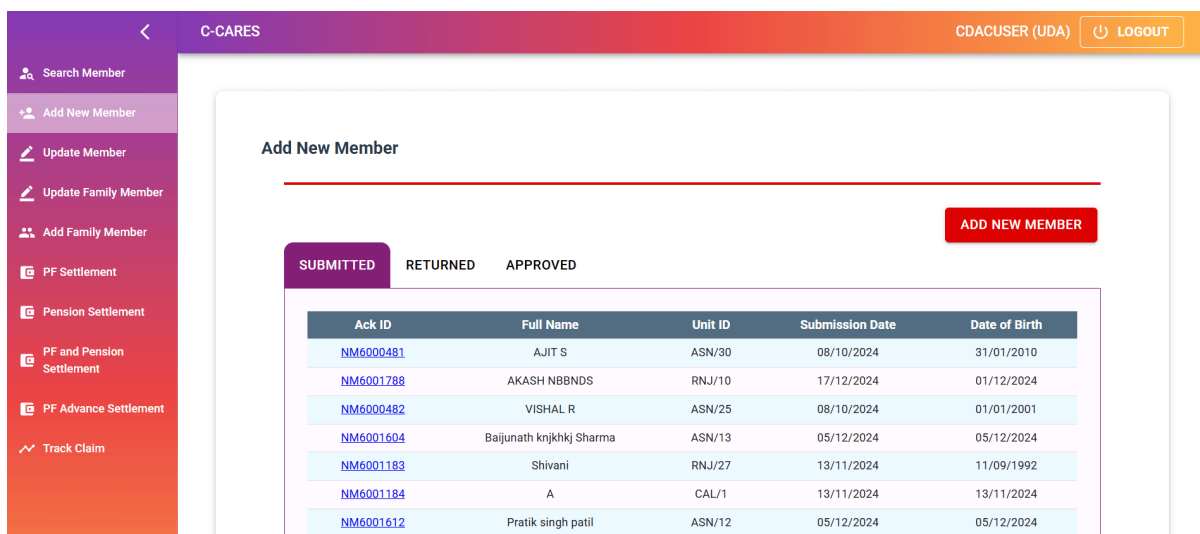 C-CARES
CDACUSER (UDA)
LOGOUT
Search Member
Add New Member
Update Member
Update Family Member
Add Family Member
PF Settlement
Pension Settlement
PF and Pension
Settlement
PF Advance Settlement
Track Claim
Add New Member
ADD NEW MEMBER
SUBMITTED RETURNED APPROVED
Ack ID Full Name Unit ID Submission Date Date of Birth
NM6000481 AJIT S ASN/30 08/10/2024 31/01/2010
NM6001788 AKASH NBBNDS RNJ/10 17/12/2024 01/12/2024
NM6000482 VISHAL R ASN/25 08/10/2024 01/01/2001
NM6001604 Baijunath knjkhkj Sharma ASN/13 05/12/2024 05/12/2024
NM6001183 Shivani RNJ/27 13/11/2024 11/09/1992
NM6001184 A CAL/1 13/11/2024 13/11/2024
NM6001612 Pratik singh patil ASN/12 05/12/2024 05/12/2024